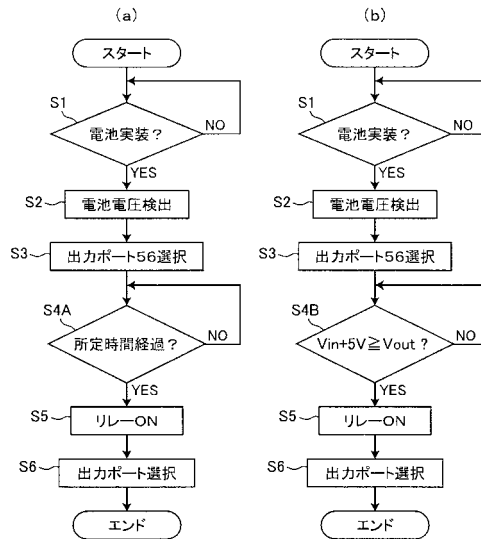 (a)
スタート
S1
電池実装？
NO
YES
S2
電池電圧検出
S3
出力ポート56選択
S4A
所定時間経過？
NO
YES
S5
リレーON
S6
出力ポート選択
エンド
(b)
スタート
S1
電池実装？
NO
YES
S2
電池電圧検出
S3
出力ポート56選択
S4B
Vin+5V≧Vout？
NO
YES
S5
リレーON
S6
出力ポート選択
エンド